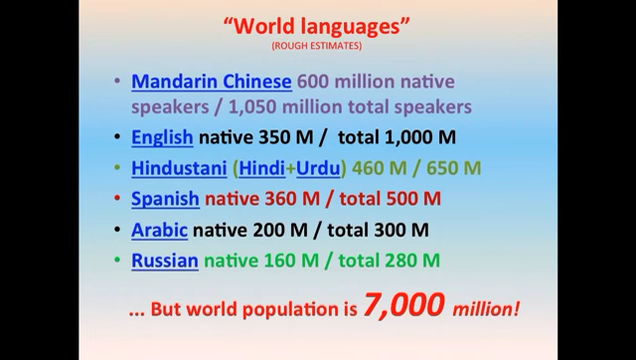 “World languages”
(ROUGH ESTIMATES)
• Mandarin Chinese 600 million native
speakers / 1,050 million total speakers
• English native 350 M / total 1,000 M
• Hindustani (Hindi+Urdu) 460 M / 650 M
• Spanish native 360 M / total 500 M
• Arabic native 200 M / total 300 M
• Russian native 160 M / total 280 M
... But world population is 7,000 million!